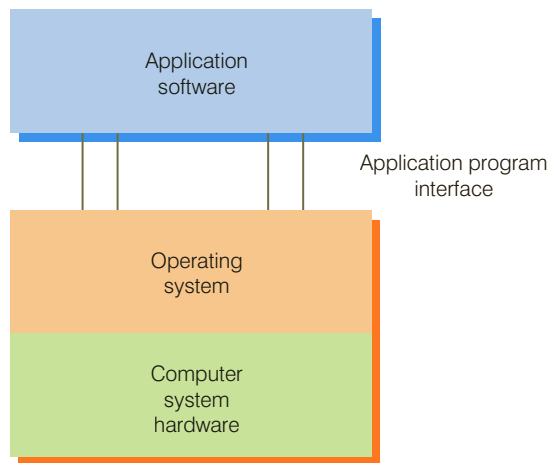 Application
software
Application program
interface
Operating
system
Computer
system
hardware